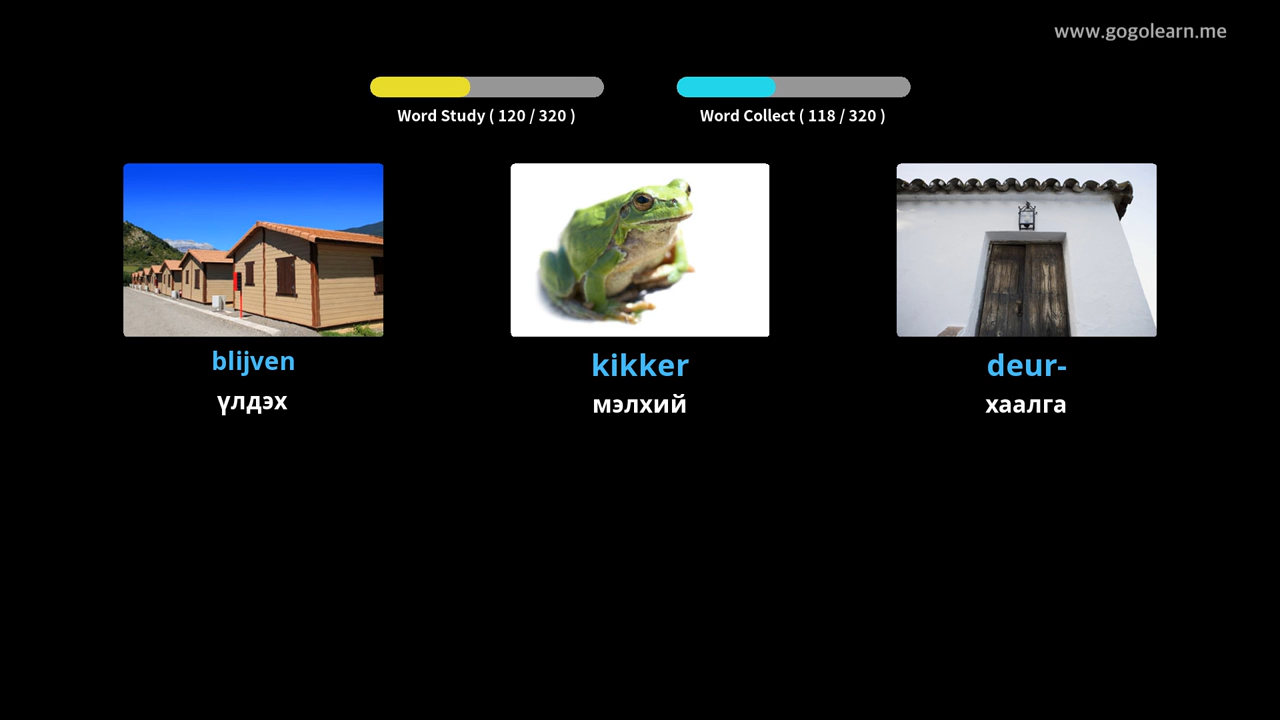 www.gogolearn.me
Word Study ( 120 / 320 )
Word Collect ( 118 / 320 )
blijven
kikker
deur-
үлдэх
мэлхий
хаалга